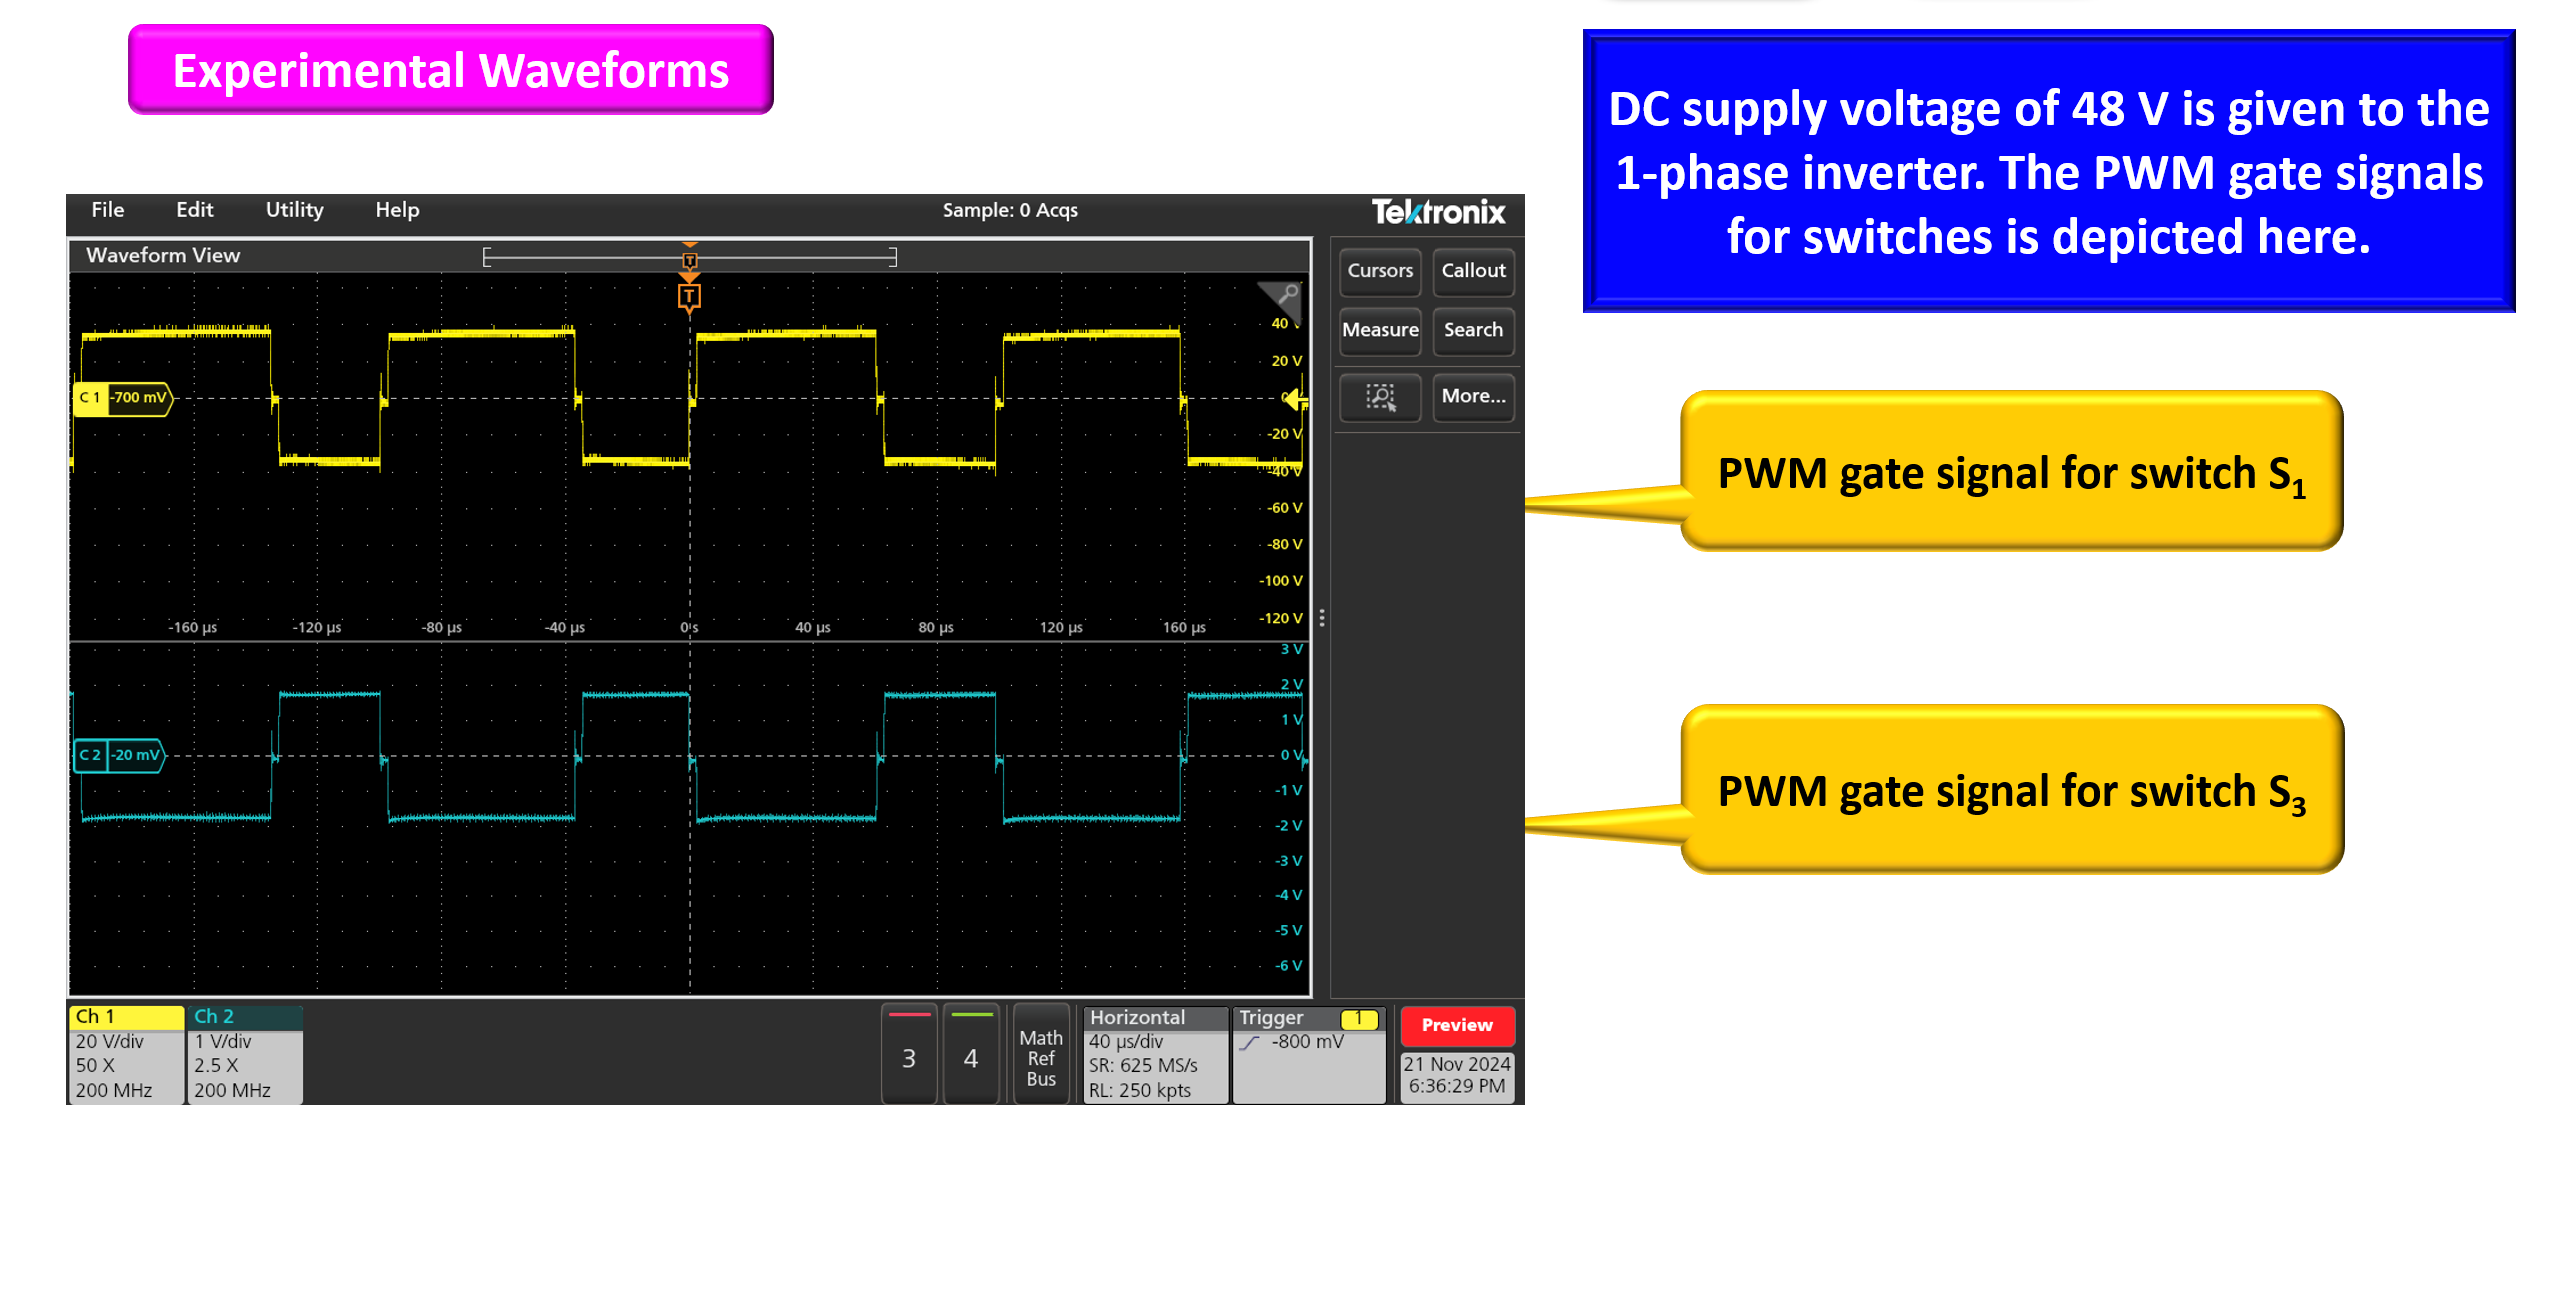 Experimental Waveforms
DC supply voltage of 48 V is given to the
1-phase inverter. The PWM gate signals
for switches is depicted here.
File Edit Utility Help Sample: 0 Acqs Tektronix
Waveform View
T
T
Cursors Callout
Measure Search
More...
40 V
20 V
0
-20 V
-40 V
-60 V
-80 V
-100 V
-120 V
C 1 -700 mV
-160 µs -120 µs -80 µs -40 µs 0 s 40 µs 80 µs 120 µs 160 µs
3 V
2 V
1 V
0 V
-1 V
-2 V
-3 V
-4 V
-5 V
-6 V
C 2 -20 mV
PWM gate signal for switch S1
PWM gate signal for switch S3
Ch 1
20 V/div
50 X
200 MHz
Ch 2
1 V/div
2.5 X
200 MHz
3
4
Math
Ref
Bus
Horizontal
40 µs/div
SR: 625 MS/s
RL: 250 kpts
Trigger 1
-800 mV
Preview
21 Nov 2024
6:36:29 PM